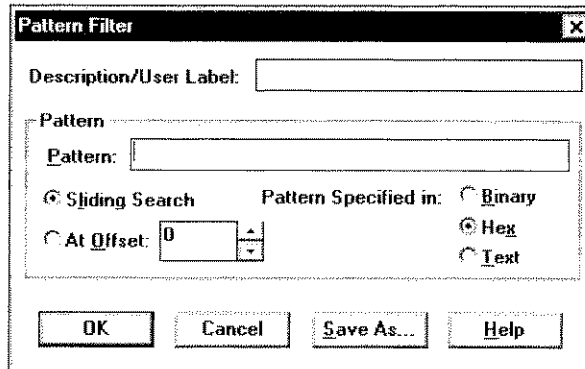 Pattern Filter
Description/User Label:
Pattern
Pattern:
Sliding Search Pattern Specified in: Binary
At Offset: 0 Hex
Text
OK Cancel Save As... Help